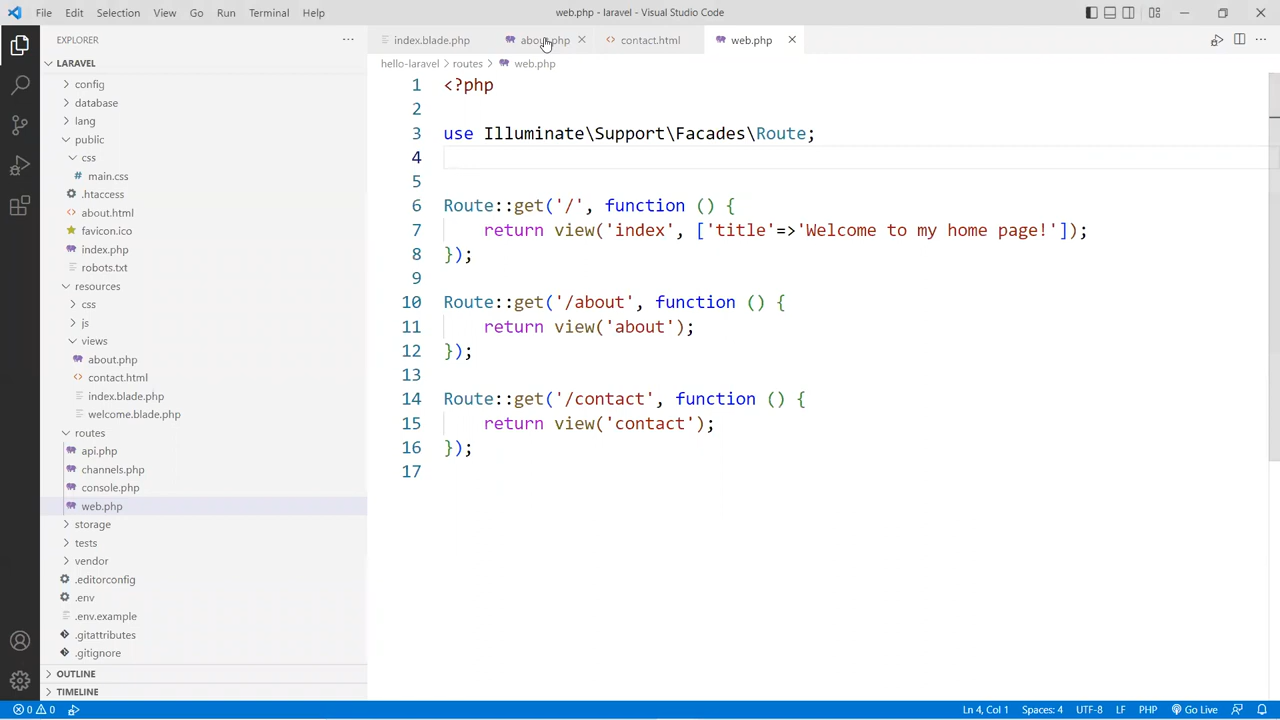 File Edit Selection View Go Run Terminal Help
web.php - laravel - Visual Studio Code
EXPLORER
LARAVEL
config
database
lang
public
css
# main.css
.htaccess
<> about.html
favicon.ico
index.php
robots.txt
resources
css
js
views
about.php
<> contact.html
index.blade.php
welcome.blade.php
routes
api.php
channels.php
console.php
web.php
storage
tests
vendor
.editorconfig
.env
.env.example
.gitattributes
.gitignore
OUTLINE
TIMELINE
index.blade.php about.php <> contact.html web.php
hello-laravel > routes > web.php
1 <?php
2
3 use Illuminate\Support\Facades\Route;
4
5
6 Route::get('/', function () {
7 return view('index', ['title'=>'Welcome to my home page!']);
8 });
9
10 Route::get('/about', function () {
11 return view('about');
12 });
13
14 Route::get('/contact', function () {
15 return view('contact');
16 });
17
0 0 Ln 4, Col 1 Spaces: 4 UTF-8 LF PHP Go Live